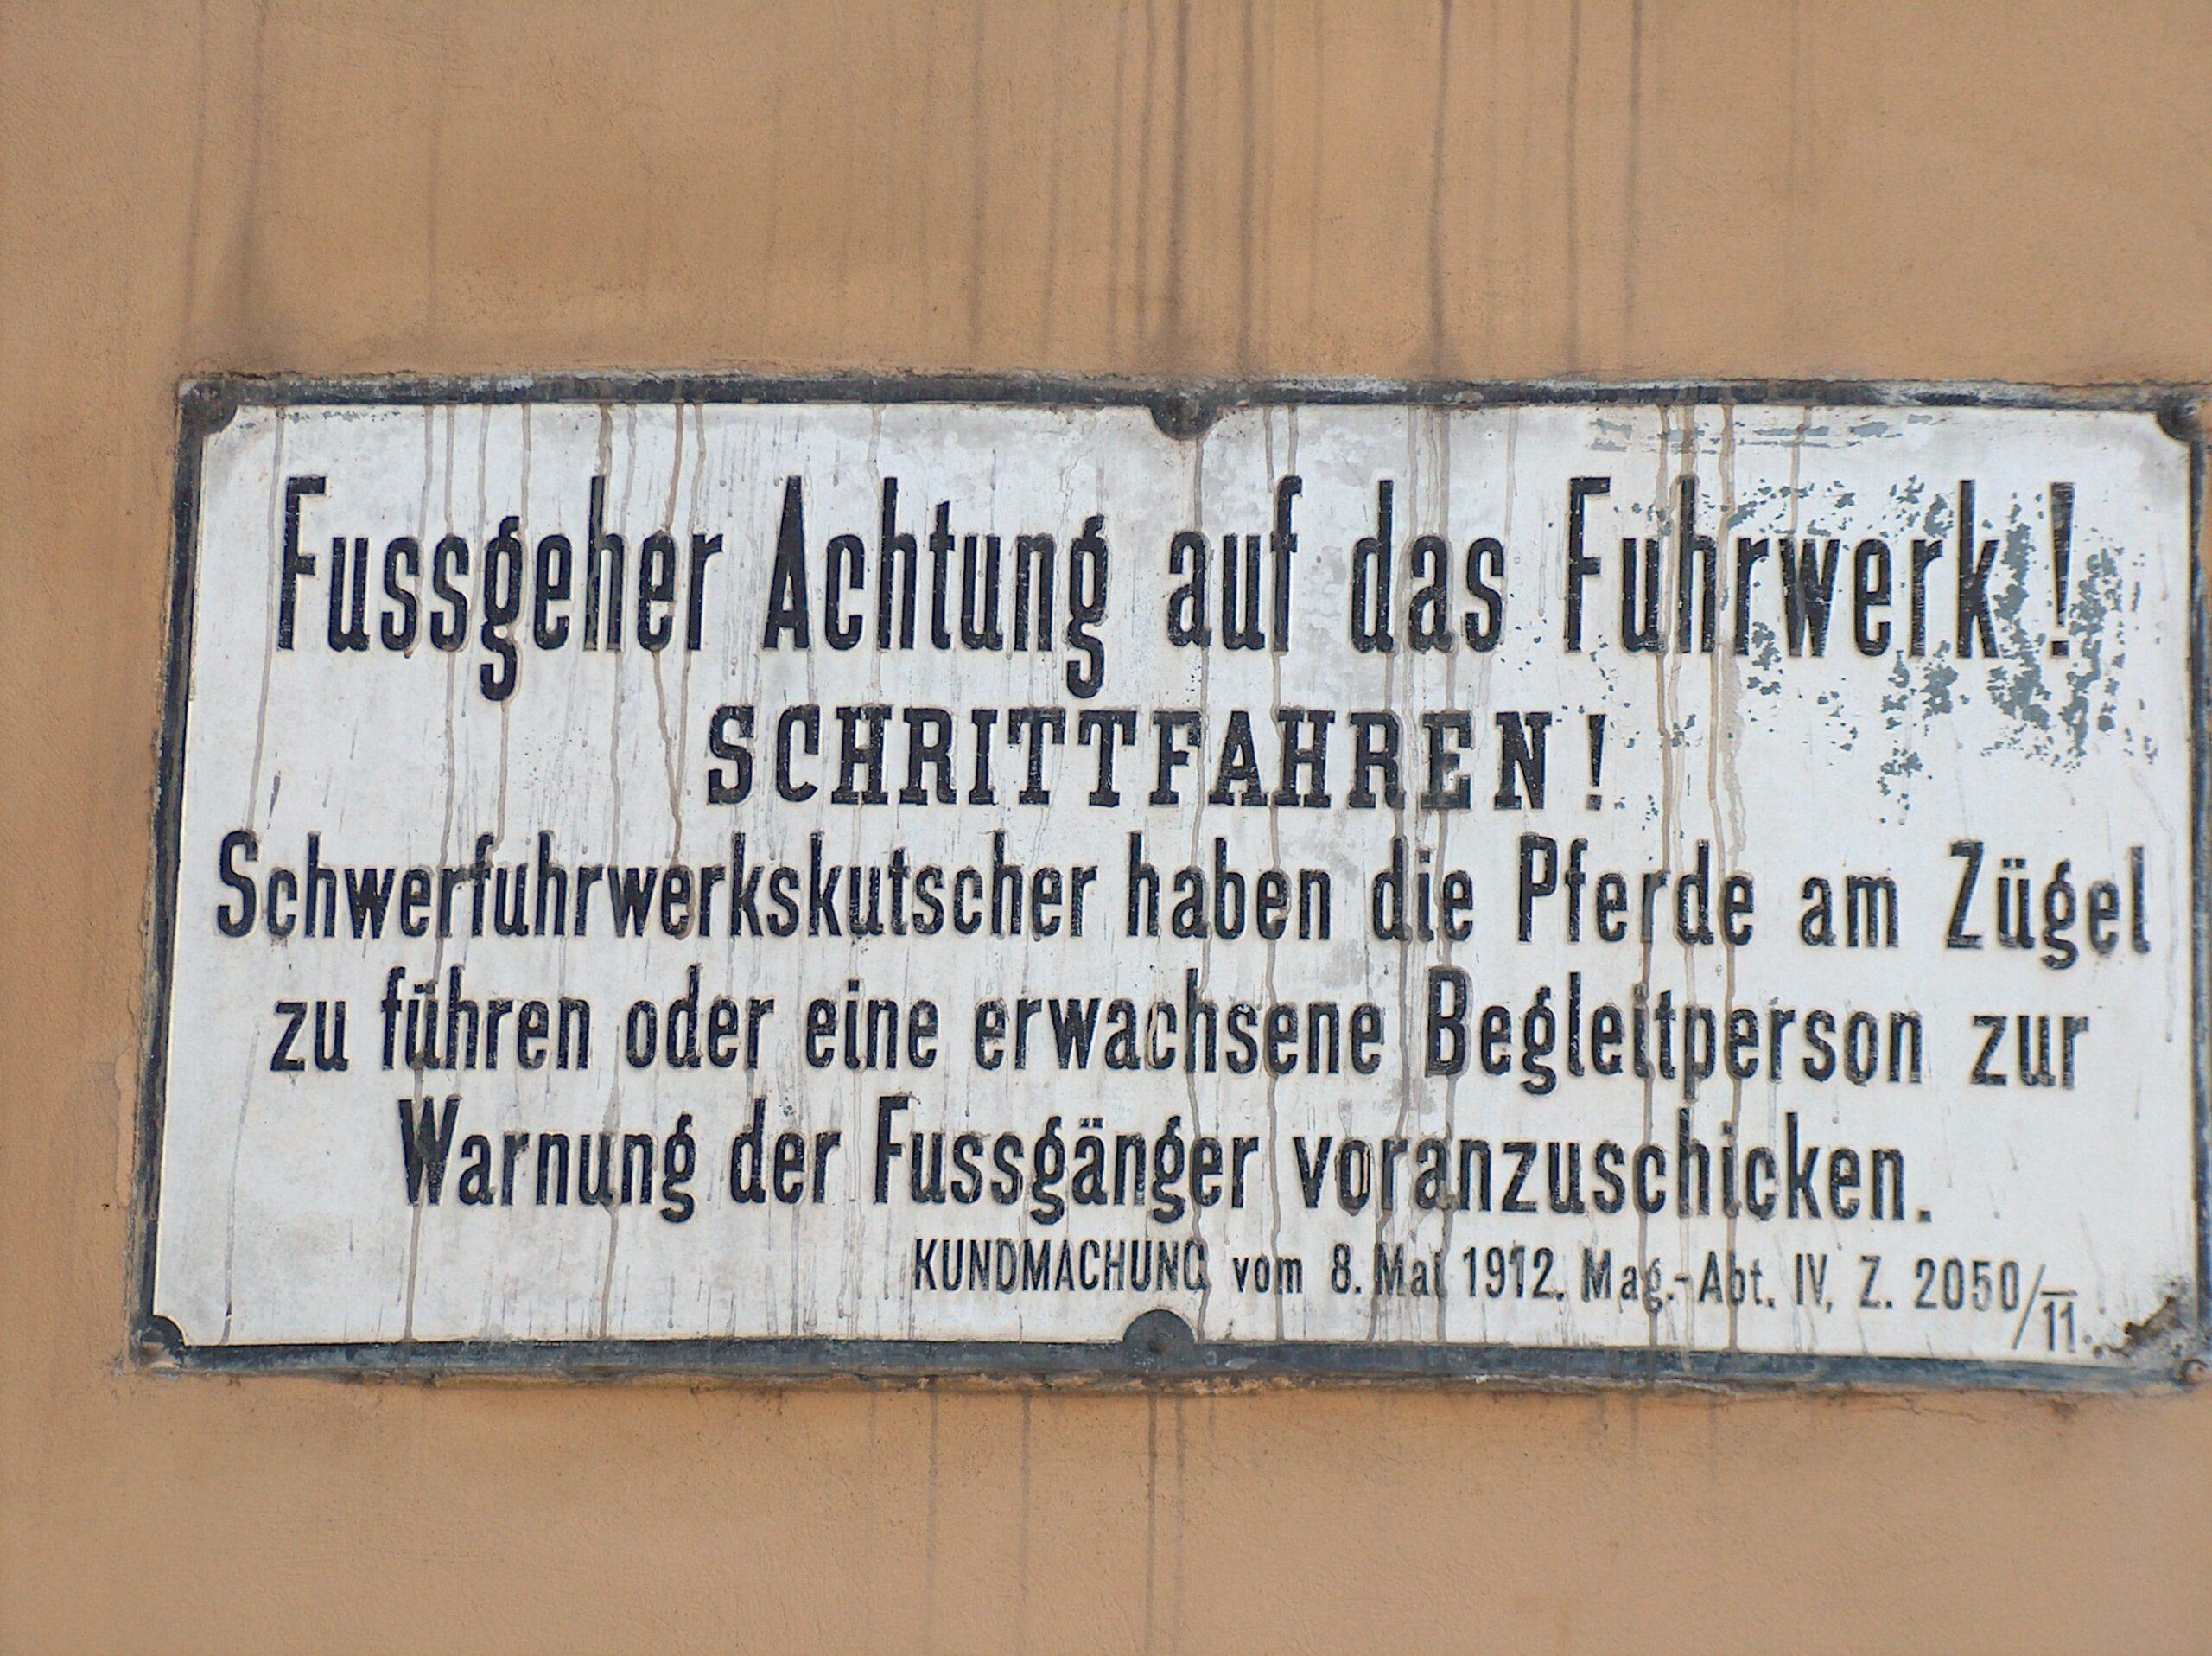 Fussgeher Achtung auf das Fuhrwerk!
SCHRITTFAHREN!
Schwerfuhrwerkskutscher haben die Pferde am Zügel
zu führen oder eine erwachsene Begleitperson zur
Warnung der Fussgänger voranzuschicken.
KUNDMACHUNG vom 8. Mai 1912. Mag.-Abt. IV, Z. 2050/11.